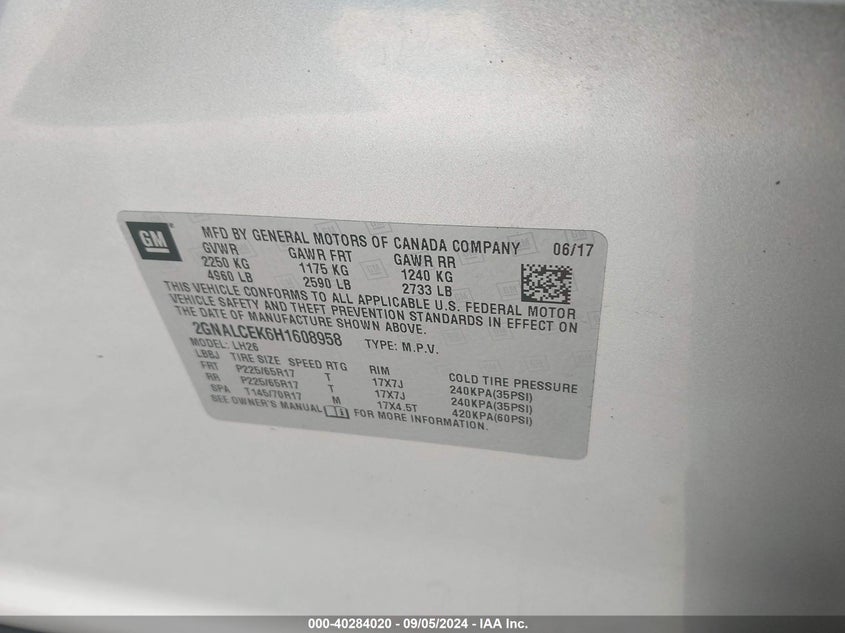 GM MFD BY GENERAL MOTORS OF CANADA COMPANY 06/17
GVWR GAWR FRT GAWR RR
2250 KG 1175 KG 1240 KG
4960 LB 2590 LB 2733 LB
THIS VEHICLE CONFORMS TO ALL APPLICABLE U.S. FEDERAL MOTOR
VEHICLE SAFETY AND THEFT PREVENTION STANDARDS IN EFFECT ON
THE DATE OF MANUFACTURE SHOWN ABOVE.
2GNALCEK6H1608958 TYPE: M.P.V.
MODEL: LH26
LBBJ TIRE SIZE SPEED RTG RIM COLD TIRE PRESSURE
FRT P225/65R17 T 17X7J 240KPA(35PSI)
RR P225/65R17 T 17X7J 240KPA(35PSI)
SPA T145/70R17 M 17X4.5T 420KPA(60PSI)
SEE OWNER'S MANUAL FOR MORE INFORMATION.
000-40284020 - 09/05/2024 - IAA Inc.